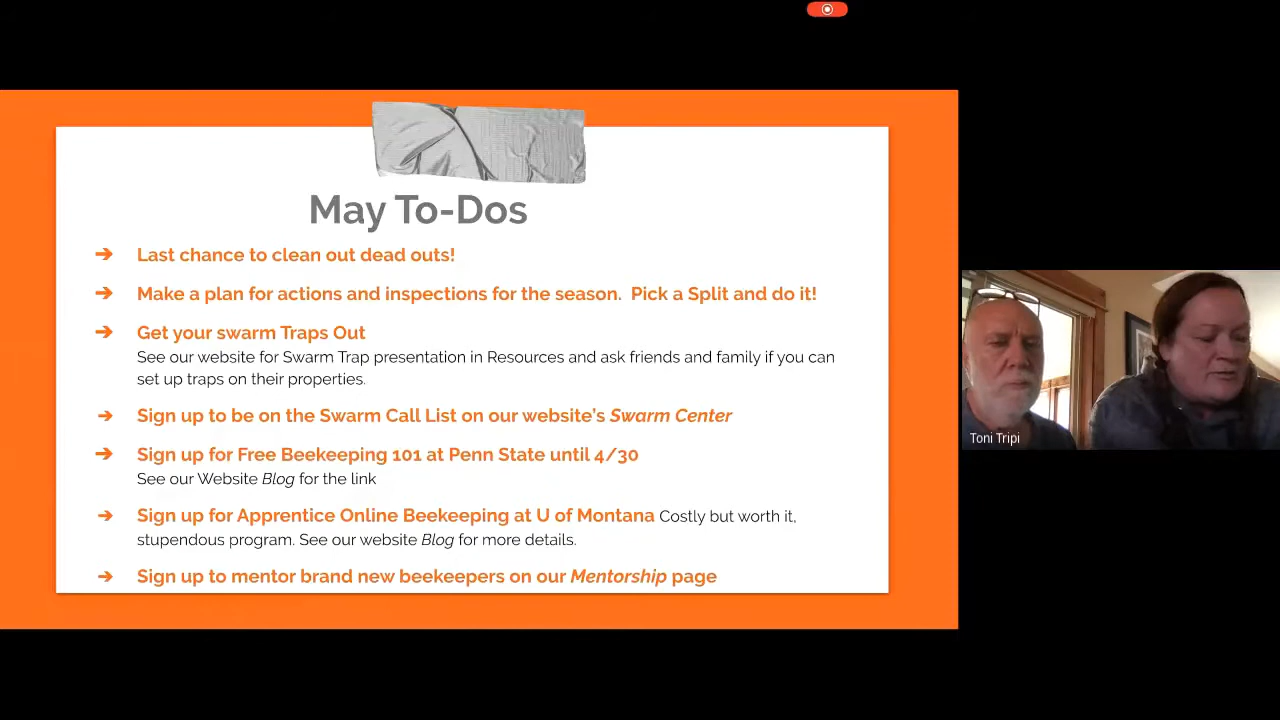 May To-Dos
➔ Last chance to clean out dead outs!
➔ Make a plan for actions and inspections for the season.  Pick a Split and do it!
➔ Get your swarm Traps Out
See our website for Swarm Trap presentation in Resources and ask friends and family if you can
set up traps on their properties.
➔ Sign up to be on the Swarm Call List on our website's Swarm Center
➔ Sign up for Free Beekeeping 101 at Penn State until 4/30
See our Website Blog for the link
➔ Sign up for Apprentice Online Beekeeping at U of Montana Costly but worth it,
stupendous program. See our website Blog for more details.
➔ Sign up to mentor brand new beekeepers on our Mentorship page
Toni Tripi